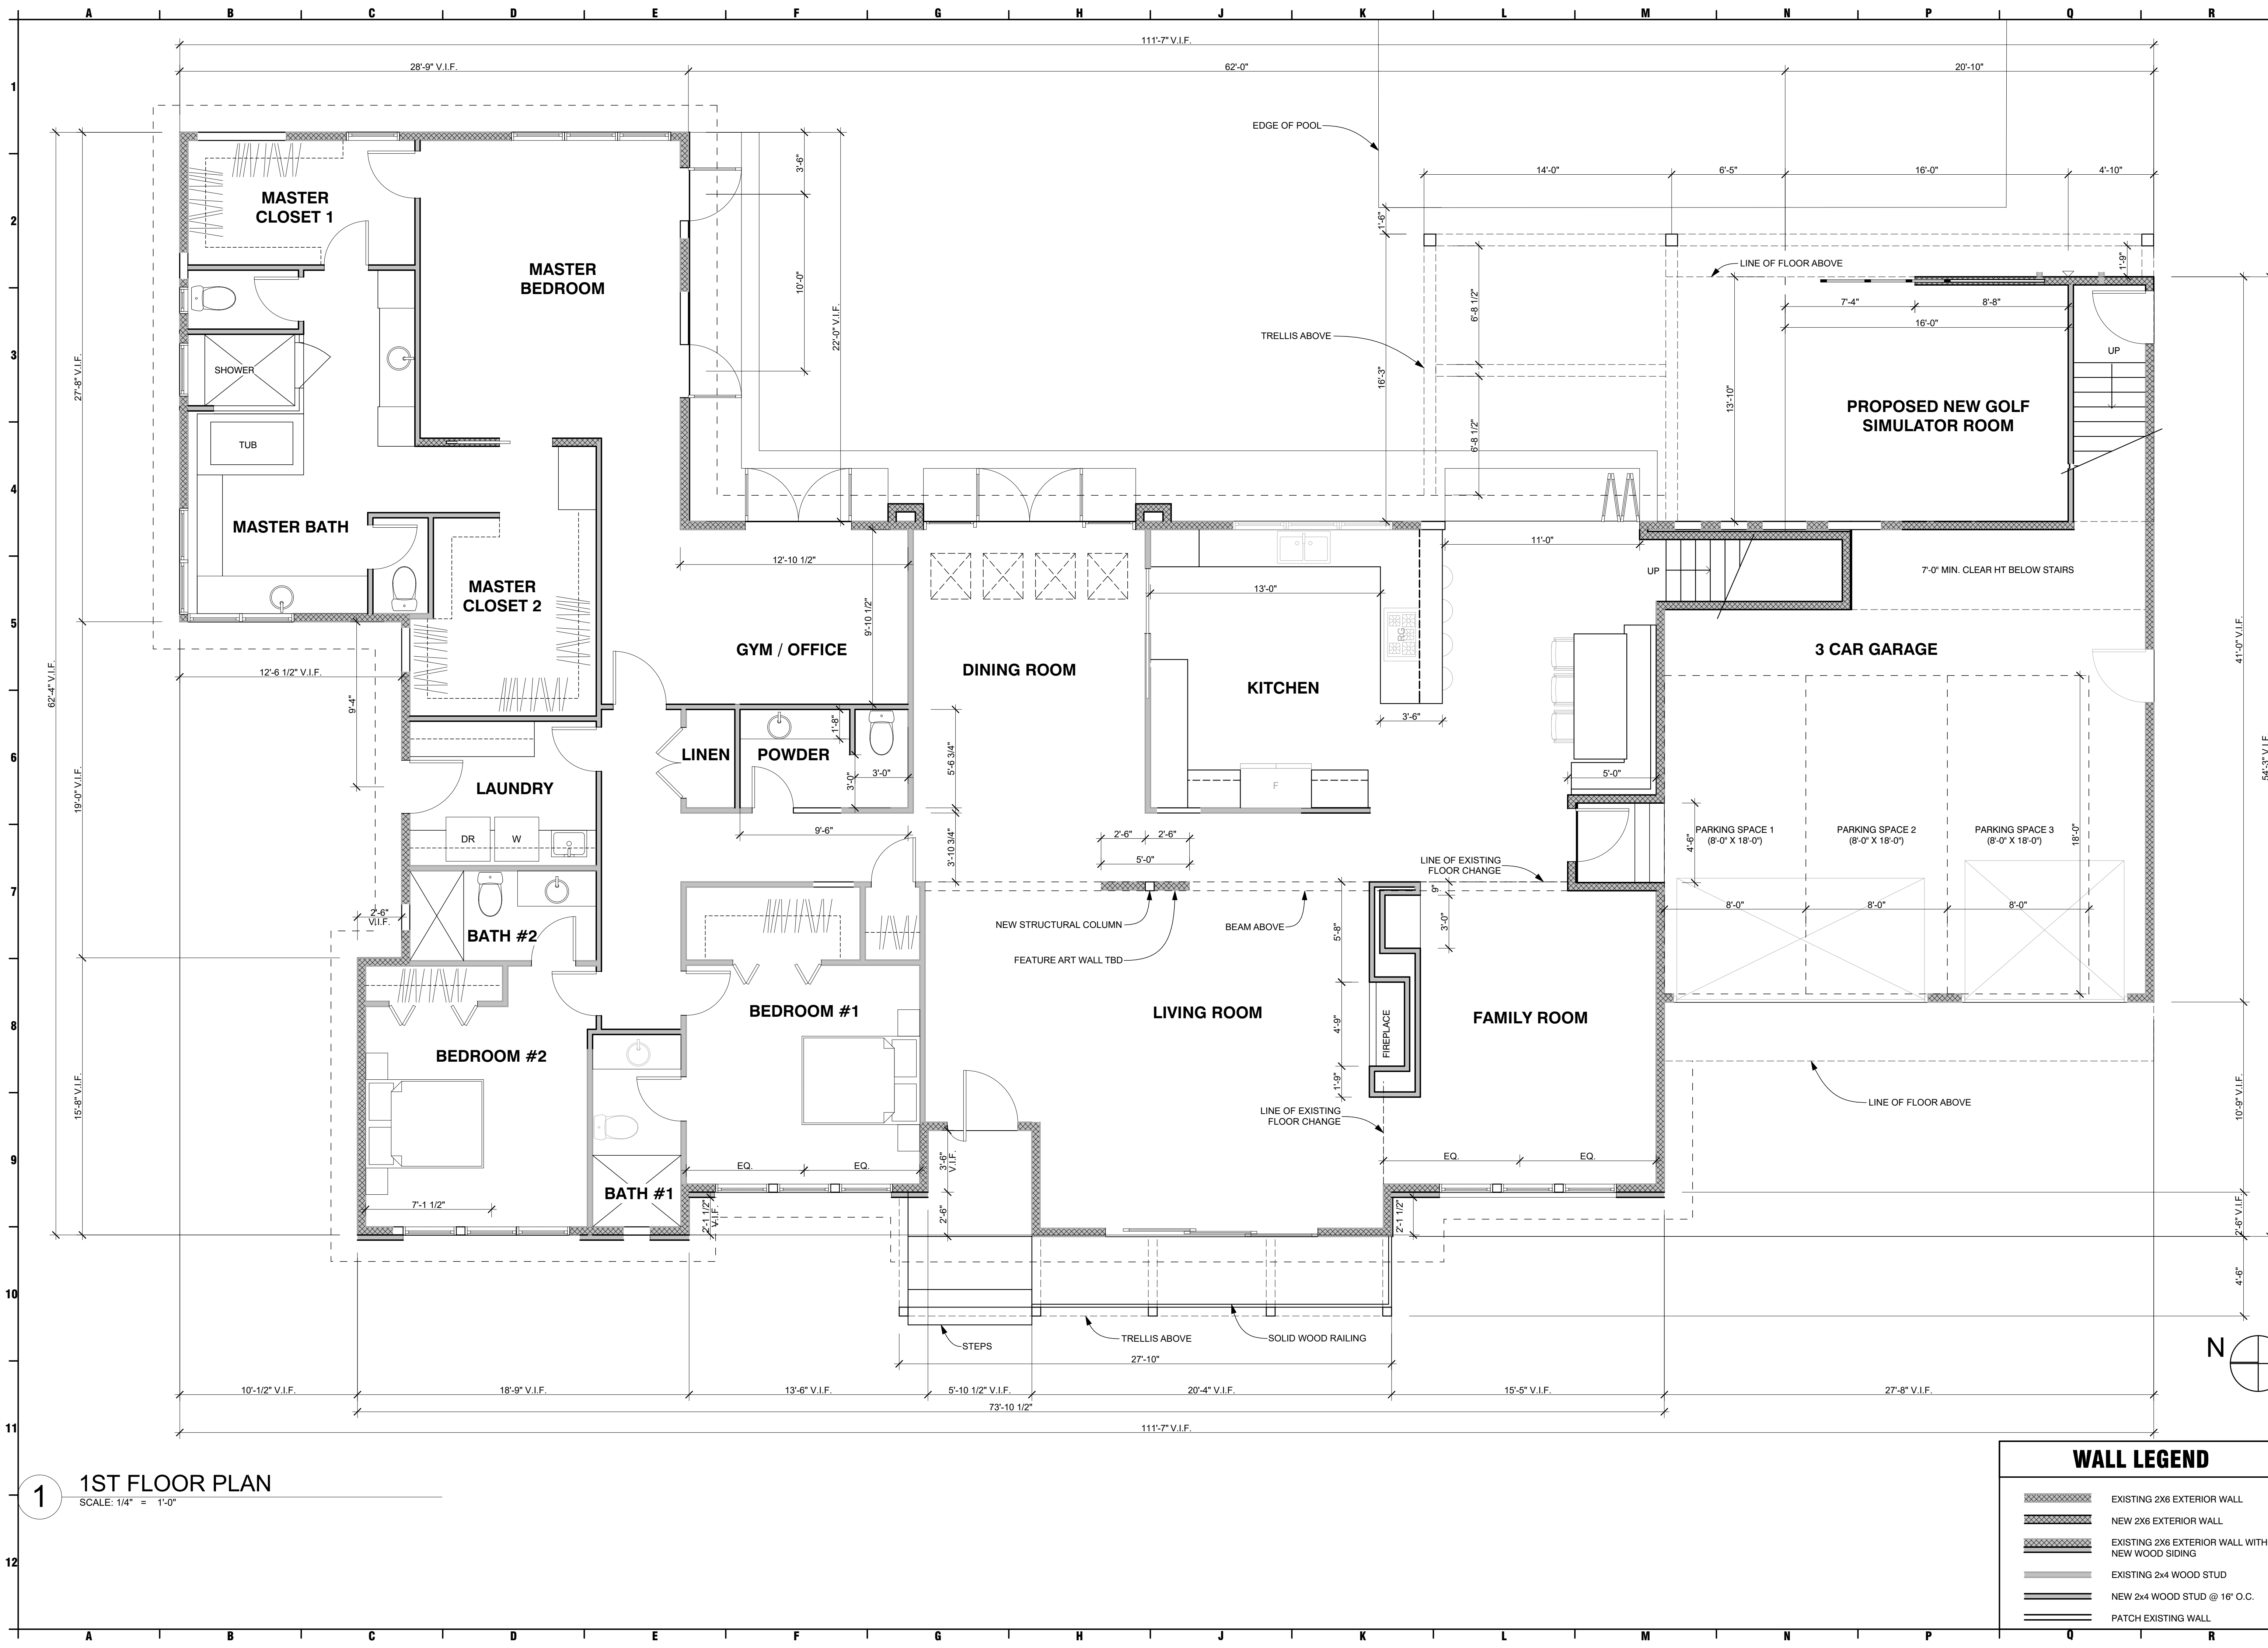 A B C D E F G H J K L M N P Q R
111'-7" V.I.F.
28'-9" V.I.F.
62'-0"
20'-10"
1
EDGE OF POOL
3'-6"
14'-0"
6'-5"
16'-0"
4'-10"
MASTER
CLOSET 1
2
1'-6"
MASTER
BEDROOM
10'-0"
22'-0" V.I.F.
LINE OF FLOOR ABOVE
1'-9"
6'-8 1/2"
7'-4"
8'-8"
16'-0"
TRELLIS ABOVE
3
UP
SHOWER
27'-8" V.I.F.
16'-3"
13'-10"
PROPOSED NEW GOLF
SIMULATOR ROOM
TUB
6'-8 1/2"
4
MASTER BATH
11'-0"
12'-10 1/2"
UP
7'-0" MIN. CLEAR HT BELOW STAIRS
MASTER
CLOSET 2
13'-0"
5
9'-10 1/2"
RG
GYM / OFFICE
DINING ROOM
KITCHEN
3 CAR GARAGE
41'-0" V.I.F.
62'-4" V.I.F.
12'-6 1/2" V.I.F.
9'-4"
3'-6"
1'-8"
6
LINEN
POWDER
5'-6 3/4"
54'-3" V.I.F.
3'-0"
3'-0"
5'-0"
LAUNDRY
F
19'-0" V.I.F.
DR
W
9'-6"
3'-10 3/4"
2'-6"
2'-6"
5'-0"
4'-6"
PARKING SPACE 1
(8'-0" X 18'-0")
PARKING SPACE 2
(8'-0" X 18'-0")
PARKING SPACE 3
(8'-0" X 18'-0")
18'-0"
LINE OF EXISTING
FLOOR CHANGE
7
9"
2'-6"
V.I.F.
BATH #2
NEW STRUCTURAL COLUMN
BEAM ABOVE
5'-8"
3'-0"
8'-0"
8'-0"
8'-0"
FEATURE ART WALL TBD
BEDROOM #1
LIVING ROOM
FAMILY ROOM
8
4'-9"
FIREPLACE
BEDROOM #2
1'-9"
15'-8" V.I.F.
LINE OF EXISTING
FLOOR CHANGE
LINE OF FLOOR ABOVE
10'-9" V.I.F.
9
EQ.
EQ.
3'-6"
V.I.F.
EQ.
EQ.
BATH #1
7'-1 1/2"
2'-1 1/2"
V.I.F.
2'-6"
2'-1 1/2"
2'-6" V.I.F.
10
4'-6"
TRELLIS ABOVE
SOLID WOOD RAILING
STEPS
N
27'-10"
10'-1/2" V.I.F.
18'-9" V.I.F.
13'-6" V.I.F.
5'-10 1/2" V.I.F.
20'-4" V.I.F.
15'-5" V.I.F.
27'-8" V.I.F.
73'-10 1/2"
11
111'-7" V.I.F.
1
1ST FLOOR PLAN
SCALE: 1/4" = 1'-0"
WALL LEGEND
EXISTING 2X6 EXTERIOR WALL
NEW 2X6 EXTERIOR WALL
EXISTING 2X6 EXTERIOR WALL WITH
NEW WOOD SIDING
EXISTING 2x4 WOOD STUD
NEW 2x4 WOOD STUD @ 16" O.C.
PATCH EXISTING WALL
12
A B C D E F G H J K L M N P Q R